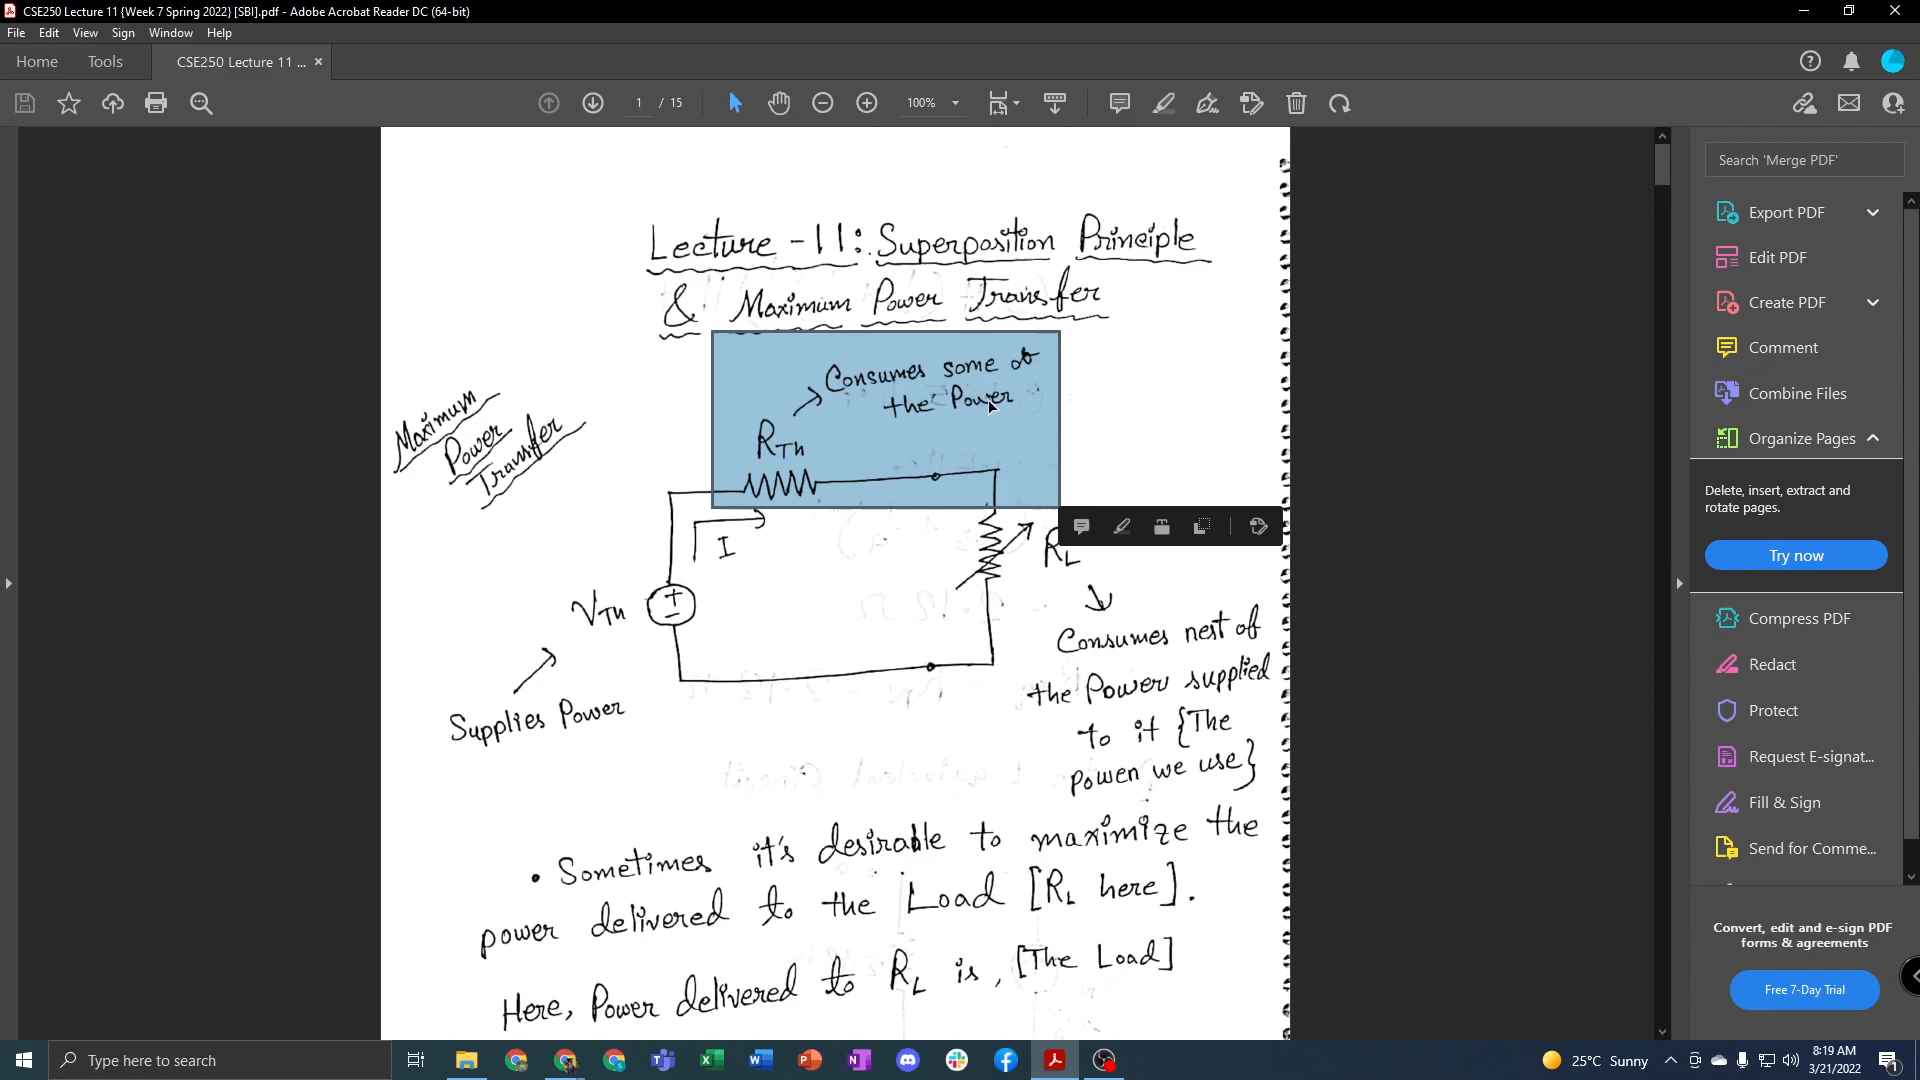 CSE250 Lecture 11 {Week 7 Spring 2022} [SBI].pdf - Adobe Acrobat Reader DC (64-bit)
File Edit View Sign Window Help
Home Tools CSE250 Lecture 11 ... ×
1 / 15 100%
Search 'Merge PDF'
Export PDF
Edit PDF
Create PDF
Comment
Combine Files
Organize Pages
Delete, insert, extract and
rotate pages.
Try now
Compress PDF
Redact
Protect
Request E-signat...
Fill & Sign
Send for Comme...
Convert, edit and e-sign PDF
forms & agreements
Free 7-Day Trial
Lecture -11: Superposition Principle
& Maximum Power Transfer
Maximum
Power
Transfer
Consumes some of
the Power
RTh
I
VTh
+
-
RL
Supplies Power
Consumes rest of
the Power supplied
to it {The
power we use}
• Sometimes it's desirable to maximize the
power delivered to the Load [RL here].
Here, Power delivered to RL is, [The Load]
Type here to search
25°C Sunny
8:19 AM
3/21/2022
1